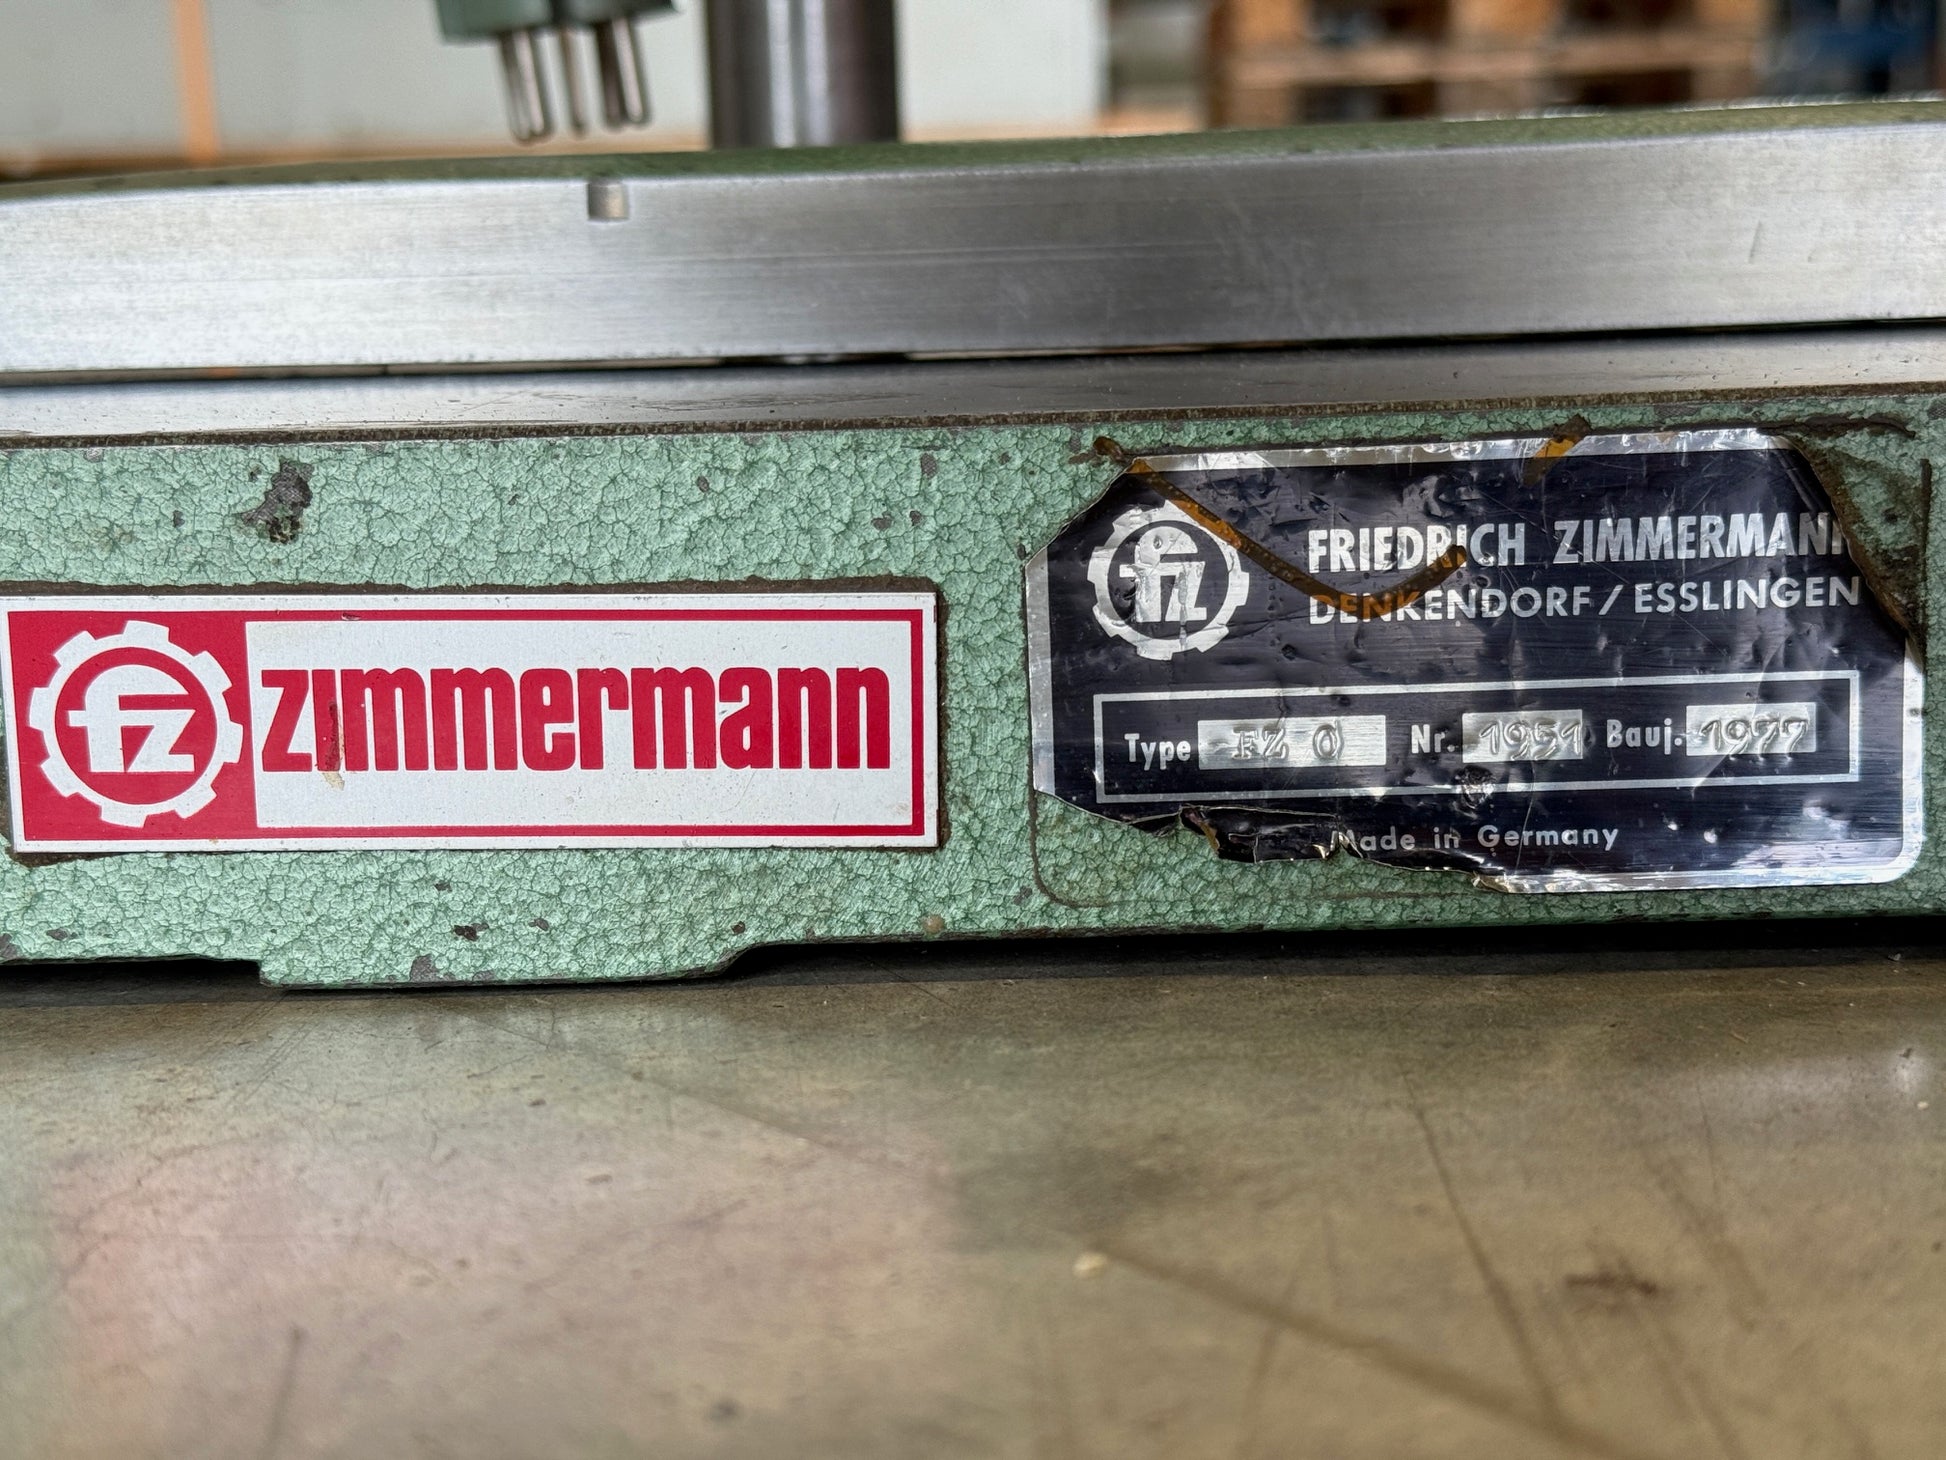 fz zimmermann
fz
FRIEDRICH ZIMMERMANN
DENKENDORF / ESSLINGEN
Type FZ 0 Nr. 1951 Bauj. 1977
Made in Germany